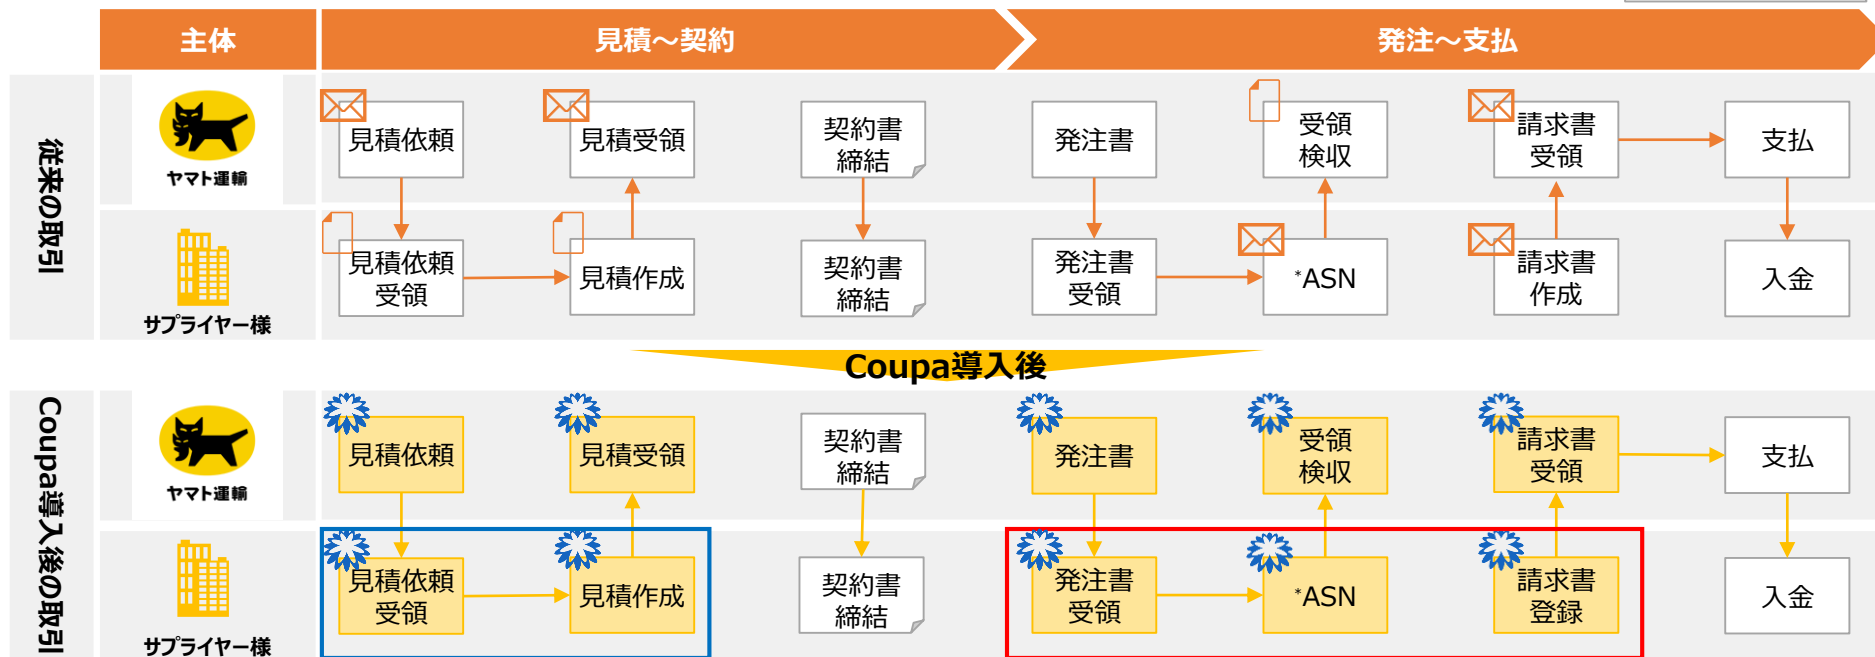 主体
見積～契約
発注～支払
従来の取引
ヤマト運輸
見積依頼
見積受領
契約書
締結
発注書
受領
検収
請求書
受領
支払
サプライヤー様
見積依頼
受領
見積作成
契約書
締結
発注書
受領
*ASN
請求書
作成
入金
Coupa導入後
Coupa導入後の取引
ヤマト運輸
見積依頼
見積受領
契約書
締結
発注書
受領
検収
請求書
受領
支払
サプライヤー様
見積依頼
受領
見積作成
契約書
締結
発注書
受領
*ASN
請求書
登録
入金